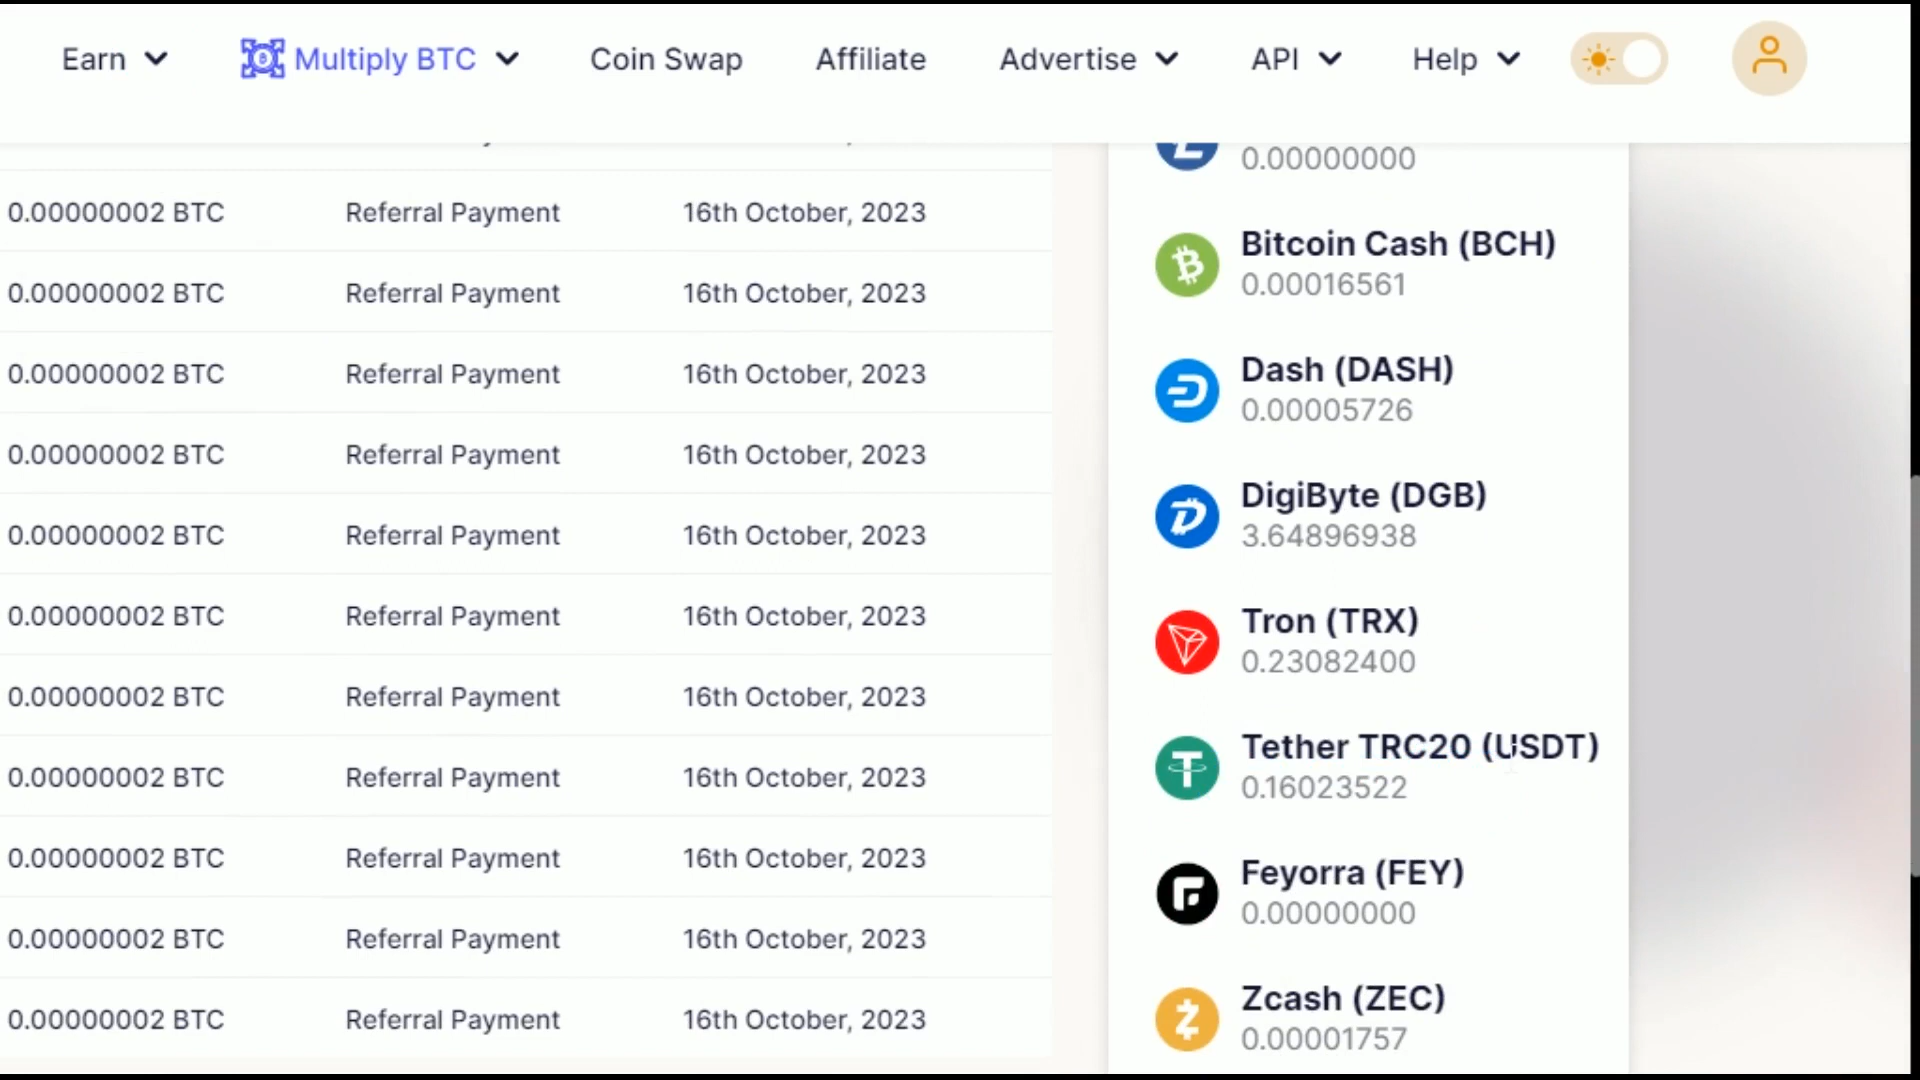 Earn
Multiply BTC
Coin Swap
Affiliate
Advertise
API
Help
0.00000002 BTC Referral Payment 16th October, 2023
0.00000002 BTC Referral Payment 16th October, 2023
0.00000002 BTC Referral Payment 16th October, 2023
0.00000002 BTC Referral Payment 16th October, 2023
0.00000002 BTC Referral Payment 16th October, 2023
0.00000002 BTC Referral Payment 16th October, 2023
0.00000002 BTC Referral Payment 16th October, 2023
0.00000002 BTC Referral Payment 16th October, 2023
0.00000002 BTC Referral Payment 16th October, 2023
0.00000002 BTC Referral Payment 16th October, 2023
0.00000002 BTC Referral Payment 16th October, 2023
0.00000000
Bitcoin Cash (BCH)
0.00016561
Dash (DASH)
0.00005726
DigiByte (DGB)
3.64896938
Tron (TRX)
0.23082400
Tether TRC20 (USDT)
0.16023522
Feyorra (FEY)
0.00000000
Zcash (ZEC)
0.00001757